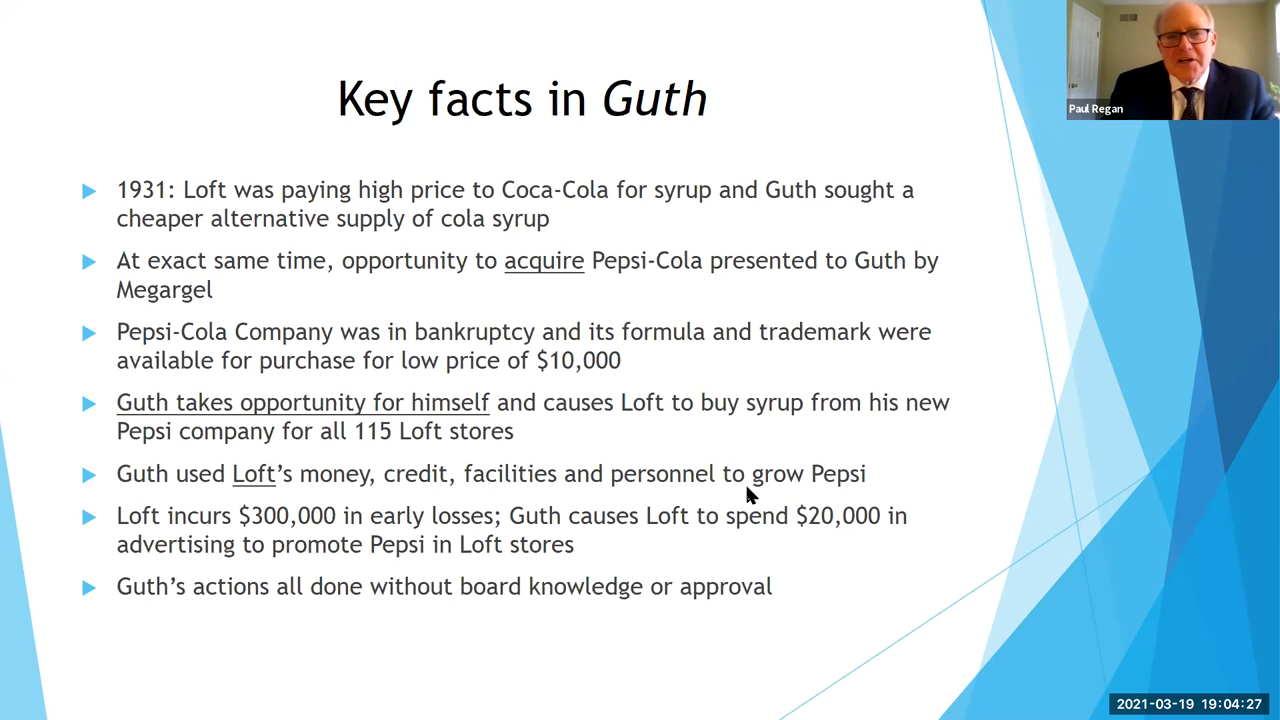 Key facts in Guth
1931: Loft was paying high price to Coca-Cola for syrup and Guth sought a
cheaper alternative supply of cola syrup
At exact same time, opportunity to acquire Pepsi-Cola presented to Guth by
Megargel
Pepsi-Cola Company was in bankruptcy and its formula and trademark were
available for purchase for low price of $10,000
Guth takes opportunity for himself and causes Loft to buy syrup from his new
Pepsi company for all 115 Loft stores
Guth used Loft’s money, credit, facilities and personnel to grow Pepsi
Loft incurs $300,000 in early losses; Guth causes Loft to spend $20,000 in
advertising to promote Pepsi in Loft stores
Guth’s actions all done without board knowledge or approval
Paul Regan
2021-03-19 19:04:27